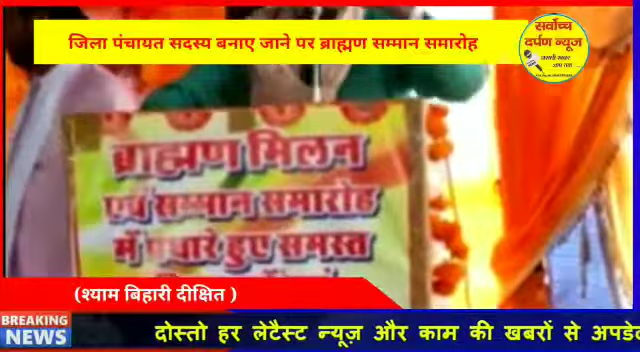 जिला पंचायत सदस्य बनाए जाने पर ब्राह्मण सम्मान समारोह
सर्वोच्च
दर्पण न्यूज
ब्राह्मण मिलन
एवं सम्मान समारोह
में पधारे हुए समस्त
(श्याम बिहारी दीक्षित )
BREAKING
NEWS
दोस्तो हर लेटैस्ट न्यूज़ और काम की खबरों से अपडेट